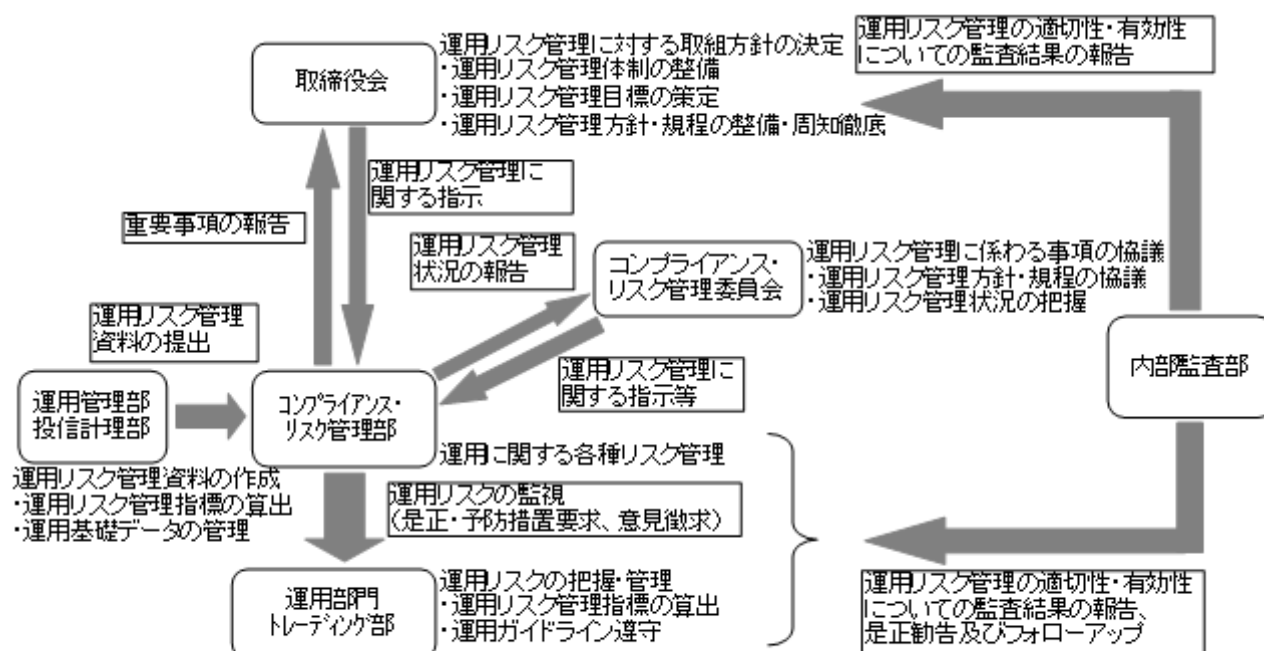 取締役会
運用リスク管理に対する取組方針の決定
・運用リスク管理体制の整備
・運用リスク管理目標の策定
・運用リスク管理方針・規程の整備・周知徹底
運用リスク管理の適切性・有効性
についての監査結果の報告
運用リスク管理に
関する指示
重要事項の報告
運用リスク管理
状況の報告
コンプライアンス・
リスク管理委員会
運用リスク管理に係わる事項の協議
・運用リスク管理方針・規程の協議
・運用リスク管理状況の把握
運用リスク管理
資料の提出
運用リスク管理に
関する指示等
内部監査部
運用管理部
投信計理部
コンプライアンス・
リスク管理部
運用に関する各種リスク管理
運用リスク管理資料の作成
・運用リスク管理指標の算出
・運用基礎データの管理
運用リスクの監視
(是正・予防措置要求、意見徴求)
運用部門
トレーディング部
運用リスクの把握・管理
・運用リスク管理指標の算出
・運用ガイドライン遵守
運用リスク管理の適切性・有効性
についての監査結果の報告、
是正勧告及びフォローアップ